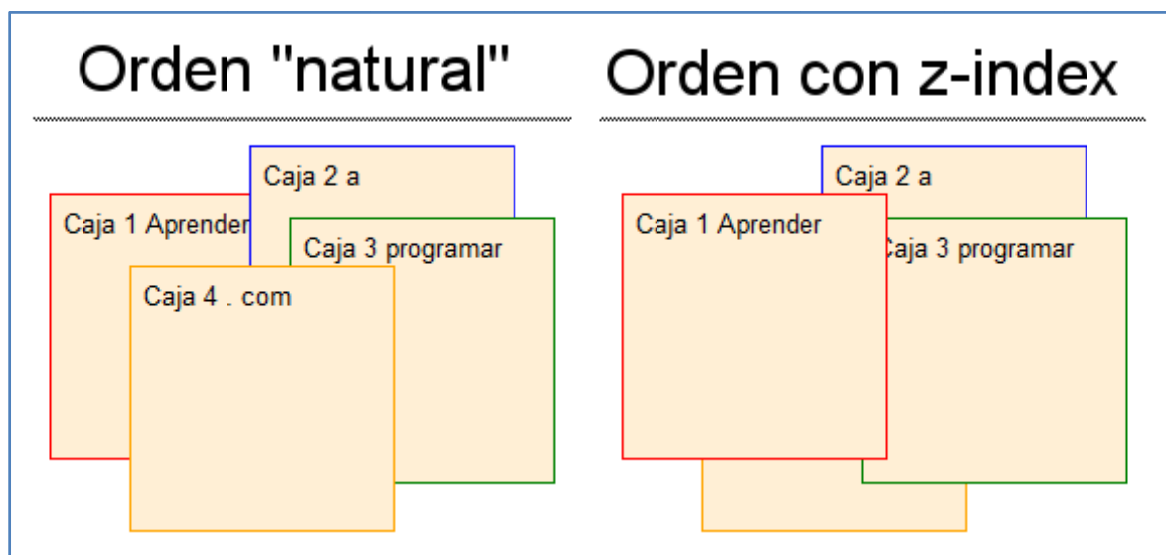 Orden "natural"
Caja 2 a
Caja 1 Aprender
Caja 3 programar
Caja 4 . com
Orden con z-index
Caja 2 a
Caja 1 Aprender
Caja 3 programar